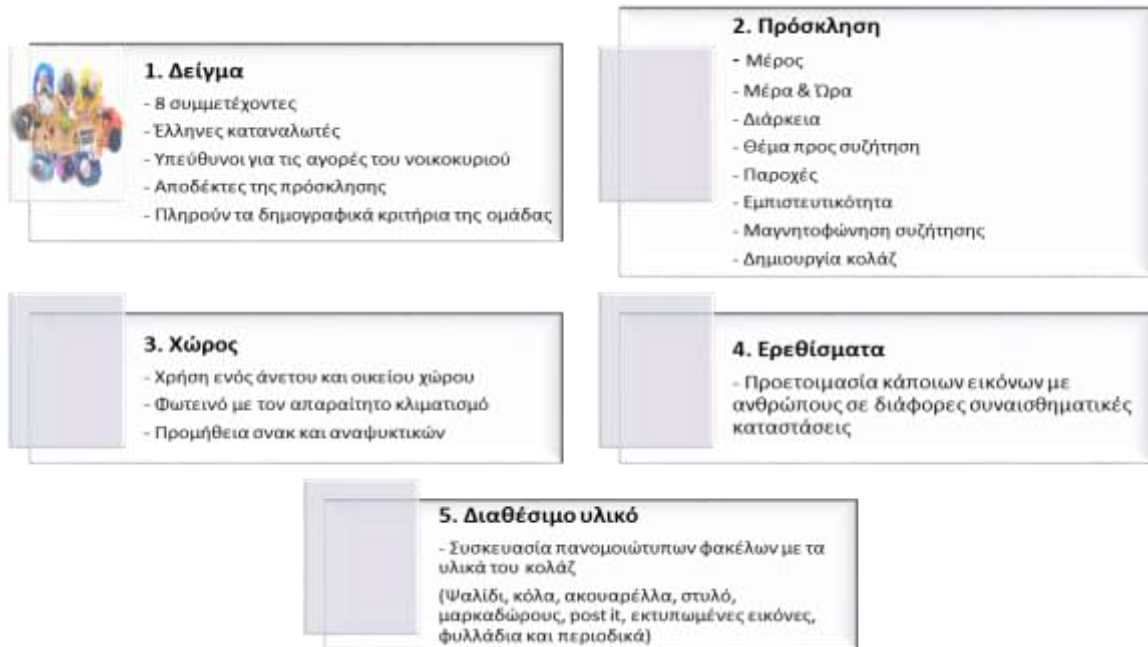 1. Δείγμα
- 8 συμμετέχοντες
- Έλληνες καταναλωτές
- Υπεύθυνοι για τις αγορές του νοικοκυριού
- Αποδέκτες της πρόσκλησης
- Πληρούν τα δημογραφικά κριτήρια της ομάδας
2. Πρόσκληση
- Μέρος
- Μέρα & Ώρα
- Διάρκεια
- Θέμα προς συζήτηση
- Παροχές
- Εμπιστευτικότητα
- Μαγνητοφώνηση συζήτησης
- Δημιουργία κολάζ
3. Χώρος
- Χρήση ενός άνετου και οικείου χώρου
- Φωτεινό με τον απαραίτητο κλιματισμό
- Προμήθεια σνακ και αναψυκτικών
4. Ερεθίσματα
- Προετοιμασία κάποιων εικόνων με
ανθρώπους σε διάφορες συναισθηματικές
καταστάσεις
5. Διαθέσιμο υλικό
- Συσκευασία πανομοιώτυπων φακέλων με τα
υλικά του κολάζ
(Ψαλίδι, κόλα, ακουαρέλλα, στυλό,
μαρκαδώρους, post it, εκτυπωμένες εικόνες,
φυλλάδια και περιοδικά)